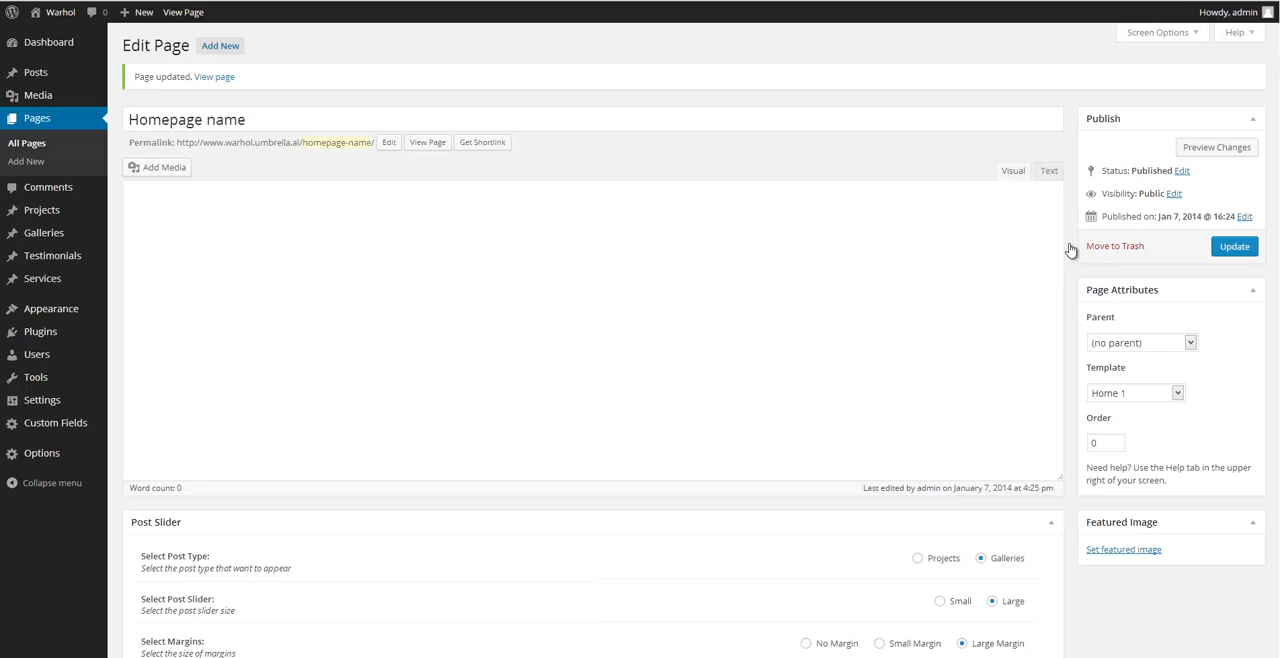 Warhol 0 New View Page Howdy, admin
Dashboard
Posts
Media
Pages
All Pages
Add New
Comments
Projects
Galleries
Testimonials
Services
Appearance
Plugins
Users
Tools
Settings
Custom Fields
Options
Collapse menu
Screen Options Help
Edit Page Add New
Page updated. View page
Homepage name
Permalink: http://www.warhol.umbrella.al/homepage-name/ Edit View Page Get Shortlink
Add Media Visual Text
Word count: 0 Last edited by admin on January 7, 2014 at 4:25 pm
Post Slider
Select Post Type: Projects Galleries
Select the post type that want to appear
Select Post Slider: Small Large
Select the post slider size
Select Margins: No Margin Small Margin Large Margin
Select the size of margins
Publish
Preview Changes
Status: Published Edit
Visibility: Public Edit
Published on: Jan 7, 2014 @ 16:24 Edit
Move to Trash Update
Page Attributes
Parent
(no parent)
Template
Home 1
Order
0
Need help? Use the Help tab in the upper
right of your screen.
Featured Image
Set featured image